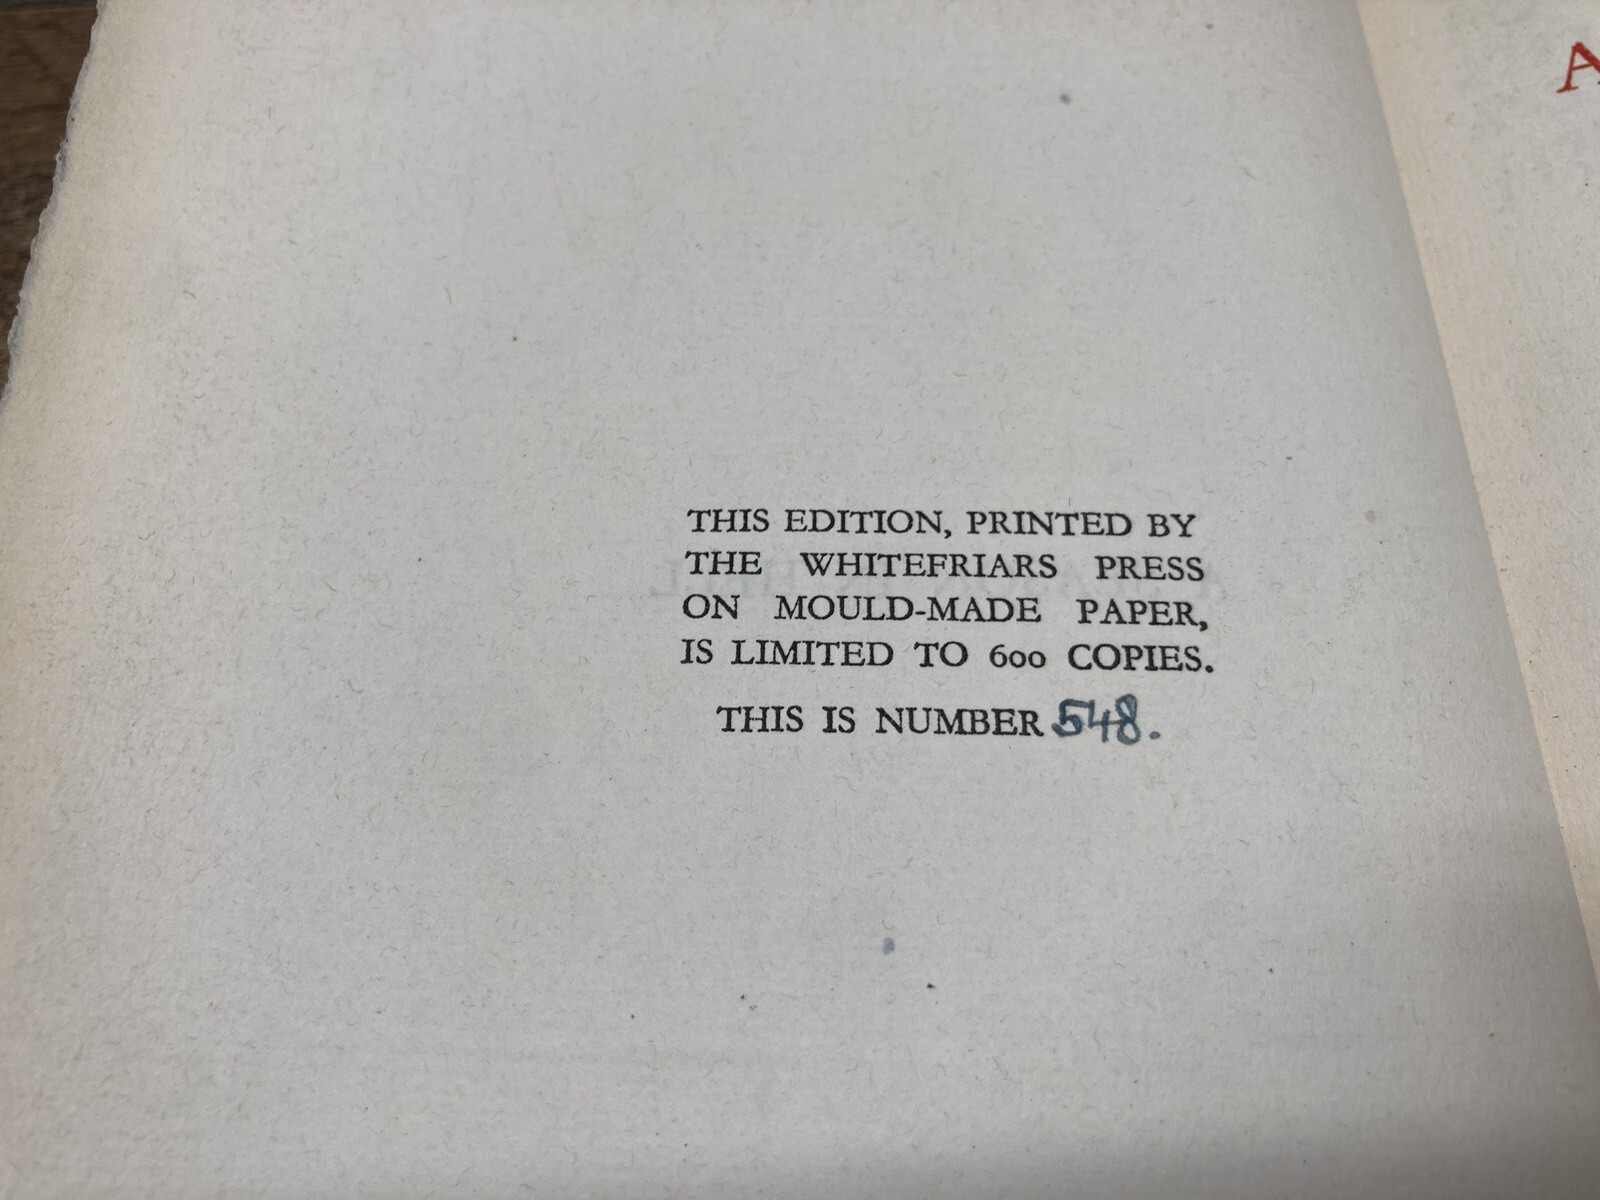 THIS EDITION, PRINTED BY
THE WHITEFRIARS PRESS
ON MOULD-MADE PAPER,
IS LIMITED TO 600 COPIES.
THIS IS NUMBER 548.
A